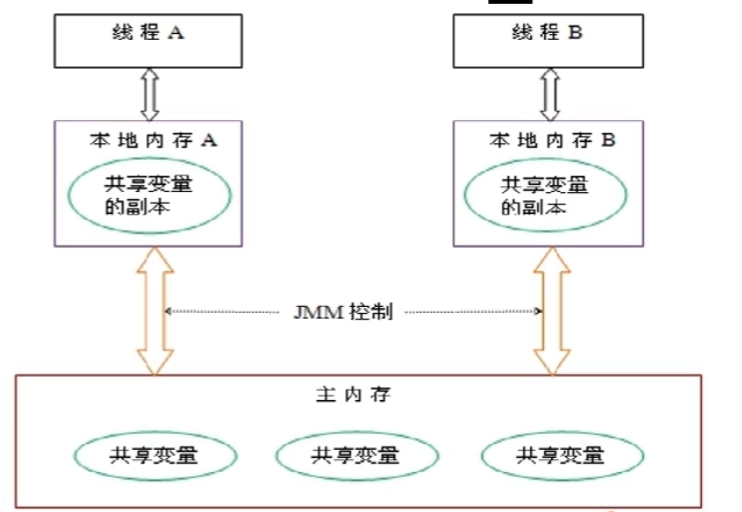 线程 A
线程 B
本地内存 A
本地内存 B
共享变量
的副本
共享变量
的副本
JMM 控制
主内存
共享变量
共享变量
共享变量